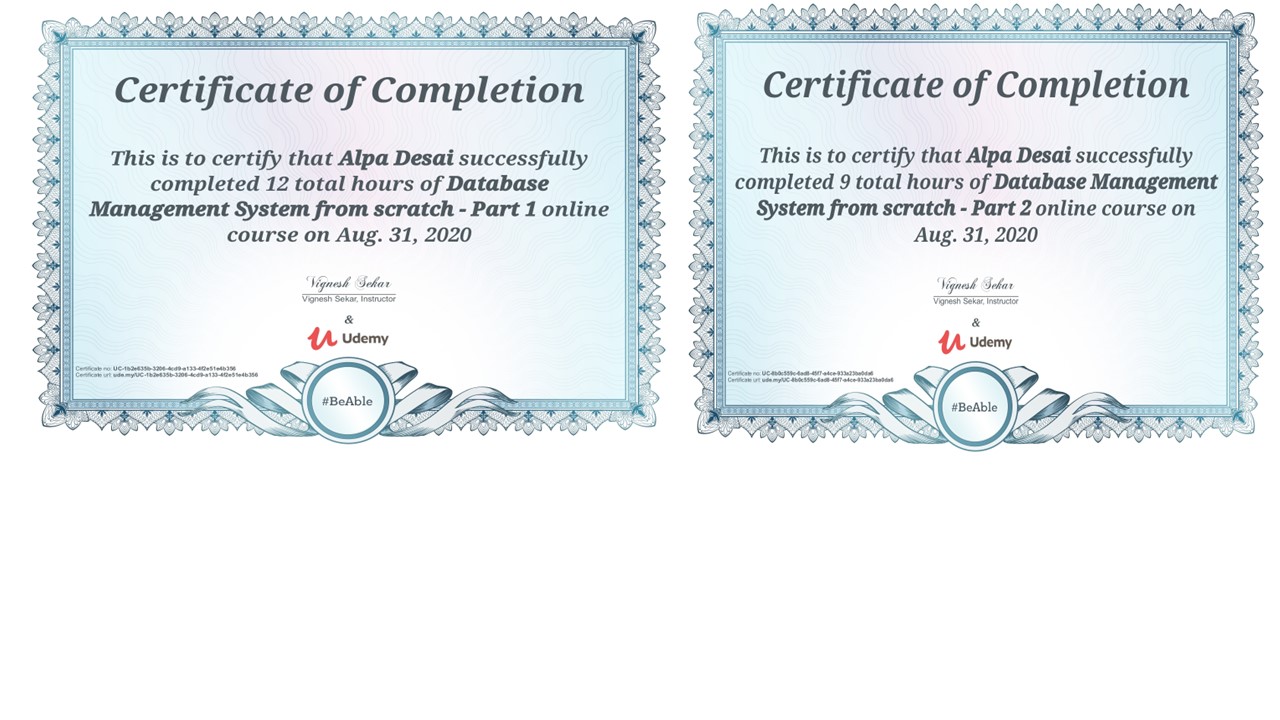 Certificate of Completion
This is to certify that Alpa Desai successfully
completed 12 total hours of Database
Management System from scratch - Part 1 online
course on Aug. 31, 2020
Vignesh Sekar
Vignesh Sekar, Instructor
&
Udemy
Certificate no: UC-1b2e635b-3206-4cd9-a133-4f2e51e4b356
Certificate url: ude.my/UC-1b2e635b-3206-4cd9-a133-4f2e51e4b356
#BeAble
Certificate of Completion
This is to certify that Alpa Desai successfully
completed 9 total hours of Database Management
System from scratch - Part 2 online course on
Aug. 31, 2020
Vignesh Sekar
Vignesh Sekar, Instructor
&
Udemy
Certificate no: UC-6b0c559c-6ad8-45f7-a4ce-933a23ba0da6
Certificate url: ude.my/UC-6b0c559c-6ad8-45f7-a4ce-933a23ba0da6
#BeAble